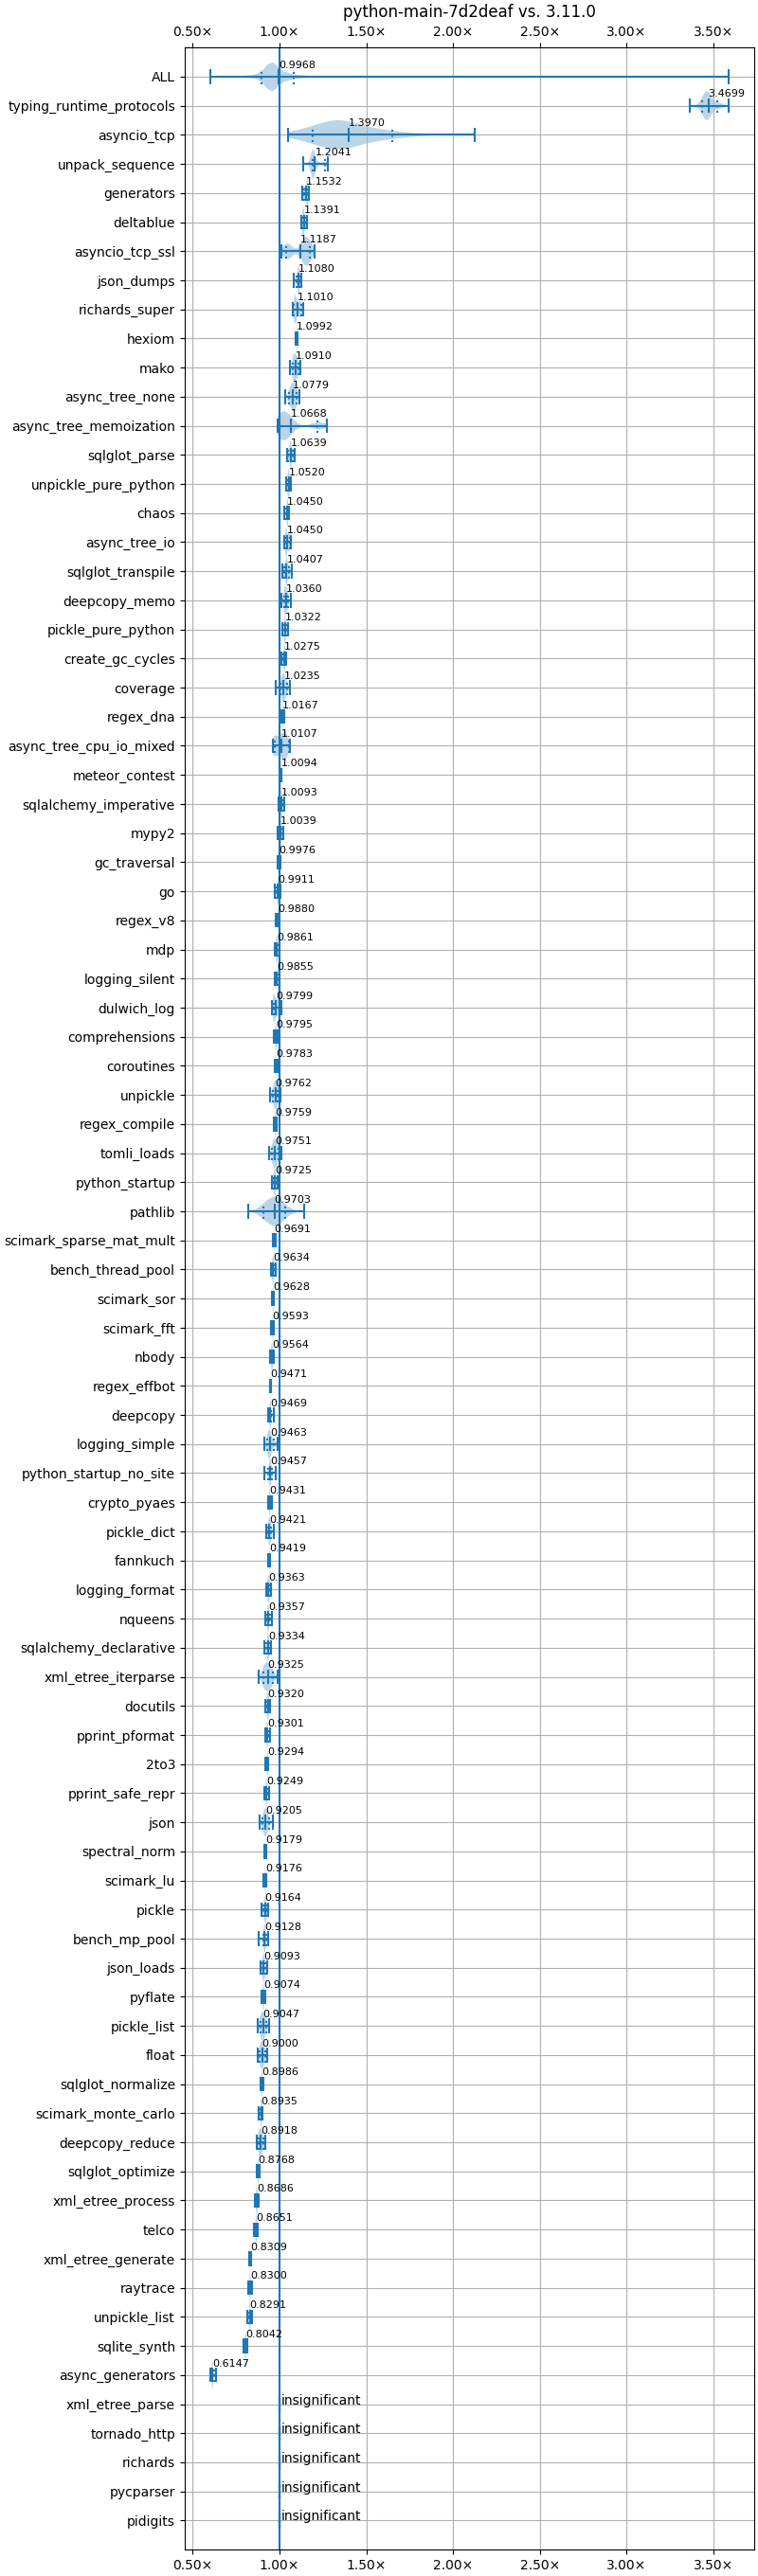 python-main-7d2deaf vs. 3.11.0
0.50× 1.00× 1.50× 2.00× 2.50× 3.00× 3.50×
ALL 0.9968
typing_runtime_protocols 3.4699
asyncio_tcp 1.3970
unpack_sequence 1.2041
generators 1.1532
deltablue 1.1391
asyncio_tcp_ssl 1.1187
json_dumps 1.1080
richards_super 1.1010
hexiom 1.0992
mako 1.0910
async_tree_none 1.0779
async_tree_memoization 1.0668
sqlglot_parse 1.0639
unpickle_pure_python 1.0520
chaos 1.0450
async_tree_io 1.0450
sqlglot_transpile 1.0407
deepcopy_memo 1.0360
pickle_pure_python 1.0322
create_gc_cycles 1.0275
coverage 1.0235
regex_dna 1.0167
async_tree_cpu_io_mixed 1.0107
meteor_contest 1.0094
sqlalchemy_imperative 1.0093
mypy2 1.0039
gc_traversal 0.9976
go 0.9911
regex_v8 0.9880
mdp 0.9861
logging_silent 0.9855
dulwich_log 0.9799
comprehensions 0.9795
coroutines 0.9783
unpickle 0.9762
regex_compile 0.9759
tomli_loads 0.9751
python_startup 0.9725
pathlib 0.9703
scimark_sparse_mat_mult 0.9691
bench_thread_pool 0.9634
scimark_sor 0.9628
scimark_fft 0.9593
nbody 0.9564
regex_effbot 0.9471
deepcopy 0.9469
logging_simple 0.9463
python_startup_no_site 0.9457
crypto_pyaes 0.9431
pickle_dict 0.9421
fannkuch 0.9419
logging_format 0.9363
nqueens 0.9357
sqlalchemy_declarative 0.9334
xml_etree_iterparse 0.9325
docutils 0.9320
pprint_pformat 0.9301
2to3 0.9294
pprint_safe_repr 0.9249
json 0.9205
spectral_norm 0.9179
scimark_lu 0.9176
pickle 0.9164
bench_mp_pool 0.9128
json_loads 0.9093
pyflate 0.9074
pickle_list 0.9047
float 0.9000
sqlglot_normalize 0.8986
scimark_monte_carlo 0.8935
deepcopy_reduce 0.8918
sqlglot_optimize 0.8768
xml_etree_process 0.8686
telco 0.8651
xml_etree_generate 0.8309
raytrace 0.8300
unpickle_list 0.8291
sqlite_synth 0.8042
async_generators 0.6147
xml_etree_parse insignificant
tornado_http insignificant
richards insignificant
pycparser insignificant
pidigits insignificant
0.50× 1.00× 1.50× 2.00× 2.50× 3.00× 3.50×